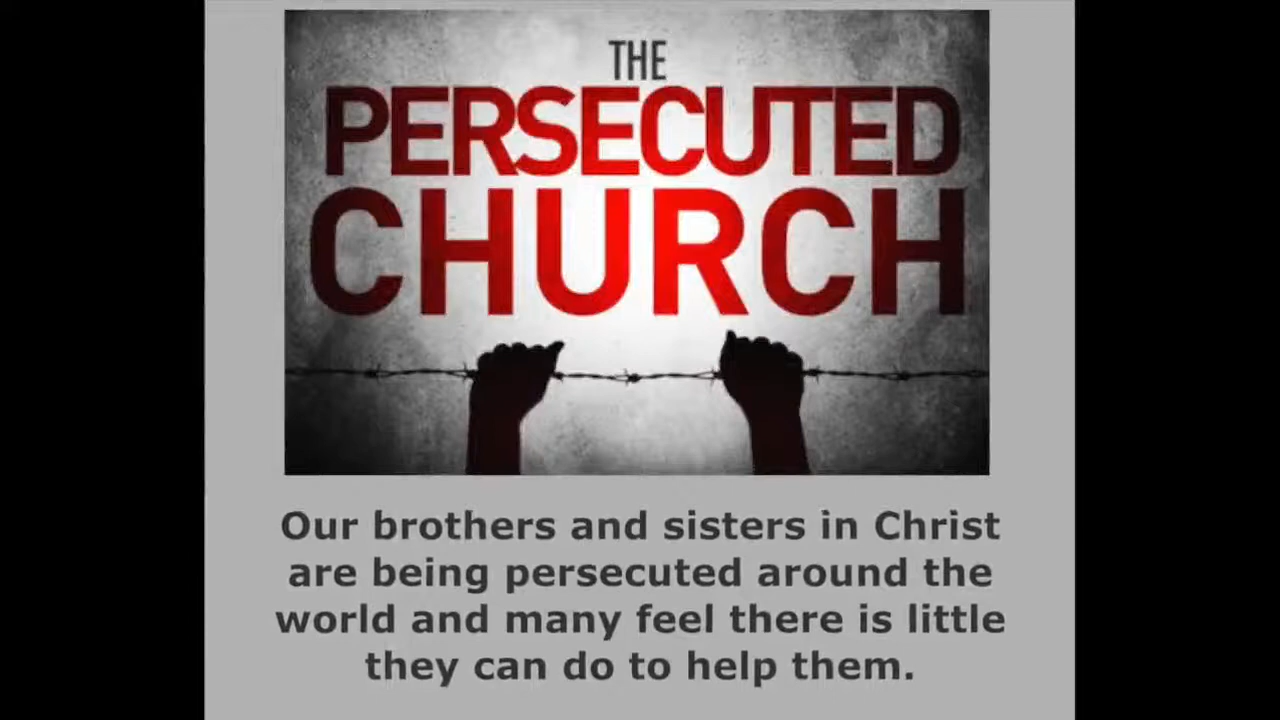 THE
PERSECUTED
CHURCH
Our brothers and sisters in Christ
are being persecuted around the
world and many feel there is little
they can do to help them.